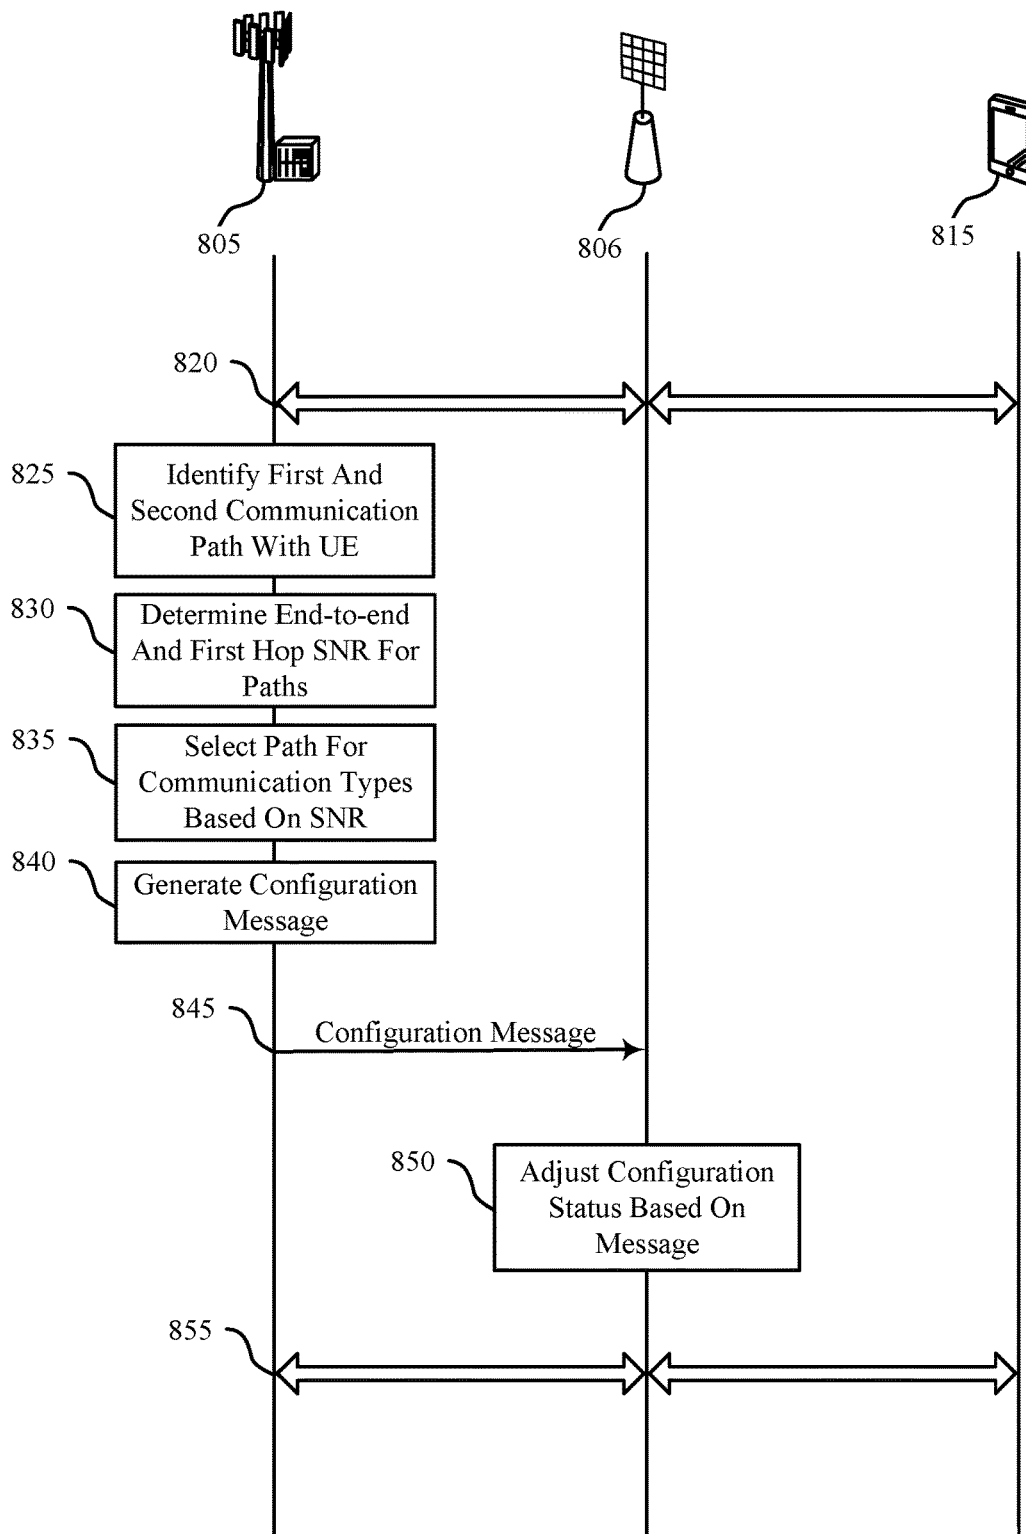 805
806
815
820
825
Identify First And
Second Communication
Path With UE
830
Determine End-to-end
And First Hop SNR For
Paths
835
Select Path For
Communication Types
Based On SNR
840
Generate Configuration
Message
845
Configuration Message
850
Adjust Configuration
Status Based On
Message
855